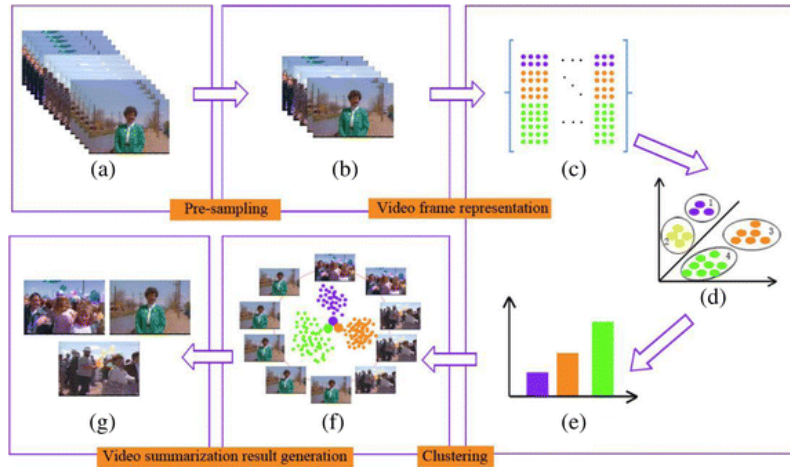 (a)
(b)
(c)
Pre-sampling
Video frame representation
1
2
3
4
(d)
(g)
(f)
(e)
Video summarization result generation
Clustering